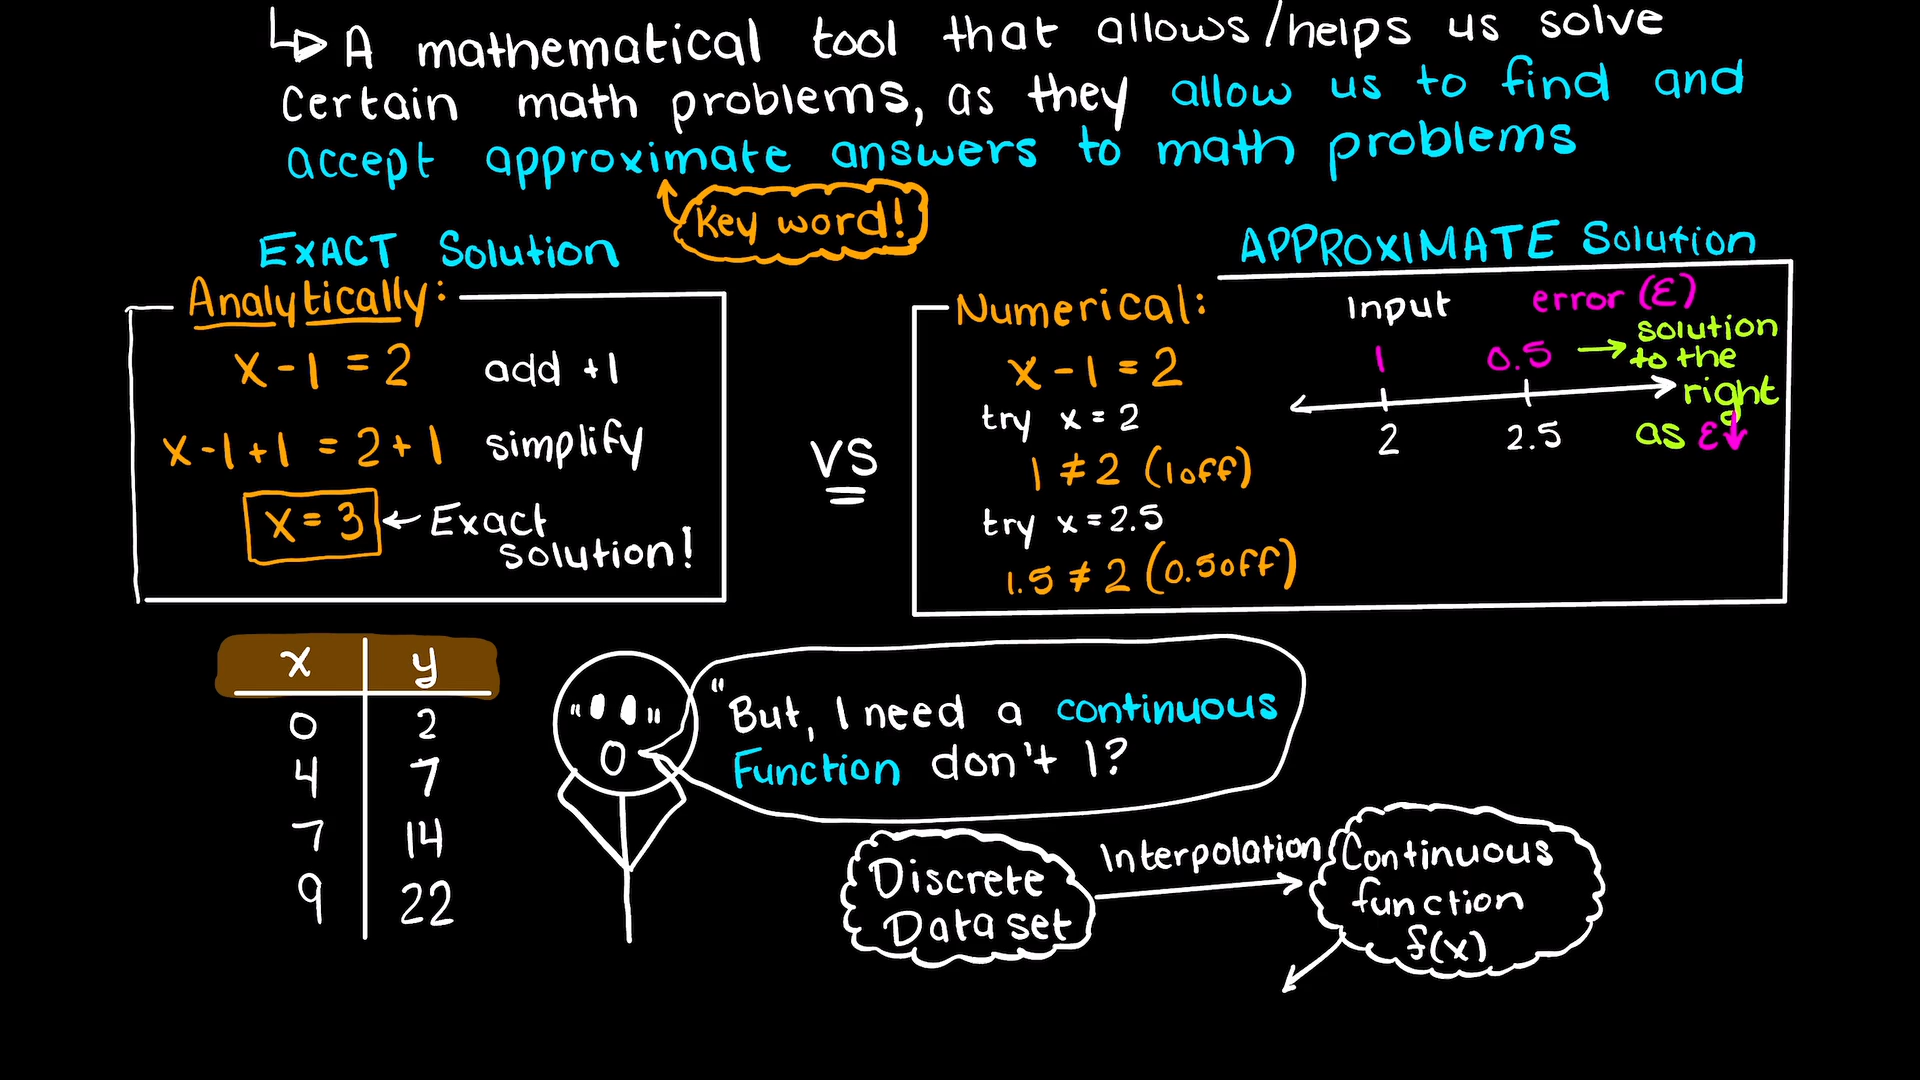 A mathematical tool that allows/helps us solve
certain math problems, as they allow us to find and
accept approximate answers to math problems
Key word!
EXACT Solution
Analytically:
x - 1 = 2 add +1
x - 1 + 1 = 2 + 1 simplify
x = 3 ← Exact
solution!
VS
APPROXIMATE Solution
Numerical:
x - 1 = 2
try x = 2
1 ≠ 2 (1 off)
try x = 2.5
1.5 ≠ 2 (0.5 off)
Input error (ε)
1 0.5 → solution
to the
right
2 2.5 as ε↓
x y
0 2
4 7
7 14
9 22
"But, I need a continuous
Function don't I?
Discrete
Data set
Interpolation
Continuous
function
f(x)